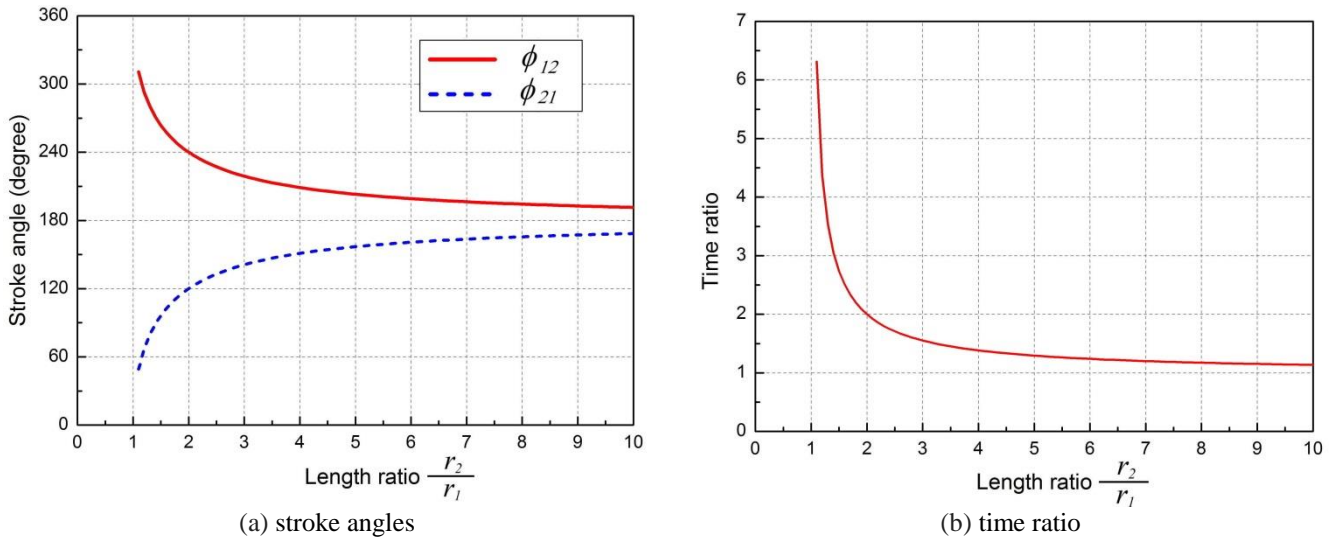 360
300
240
180
120
60
0
Stroke angle (degree)
ϕ12
ϕ21
0 1 2 3 4 5 6 7 8 9 10
Length ratio r2/r1
(a) stroke angles
7
6
5
4
3
2
1
0
Time ratio
0 1 2 3 4 5 6 7 8 9 10
Length ratio r2/r1
(b) time ratio